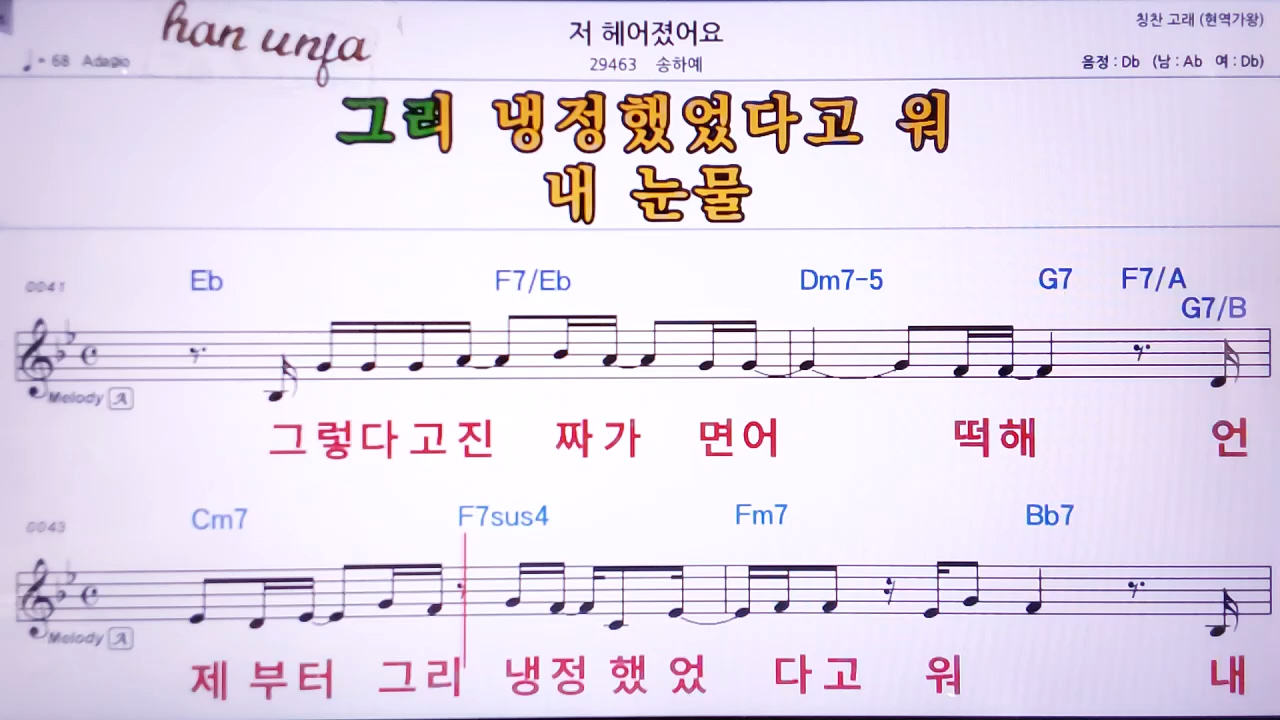 han unja
저 헤어졌어요
칭찬 고래 (현역가왕)
♩= 68 Adagio
29463 송하예
음정 : Db (남 : Ab 여 : Db)
그리 냉정했었다고 워
내 눈물
0041
Eb F7/Eb Dm7-5 G7 F7/A
G7/B
Melody A
그렇다고진 짜가 면어 떡해 언
0043
Cm7 F7sus4 Fm7 Bb7
Melody A
제 부터 그리 냉정 했 었 다고 워 내